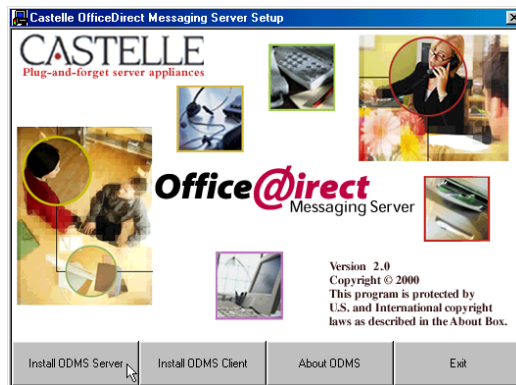 Castelle OfficeDirect Messaging Server Setup
CASTELLE
Plug-and-forget server appliances
Office@irect
Messaging Server
Version 2.0
Copyright © 2000
This program is protected by
U.S. and International copyright
laws as described in the About Box.
Install ODMS Server
Install ODMS Client
About ODMS
Exit